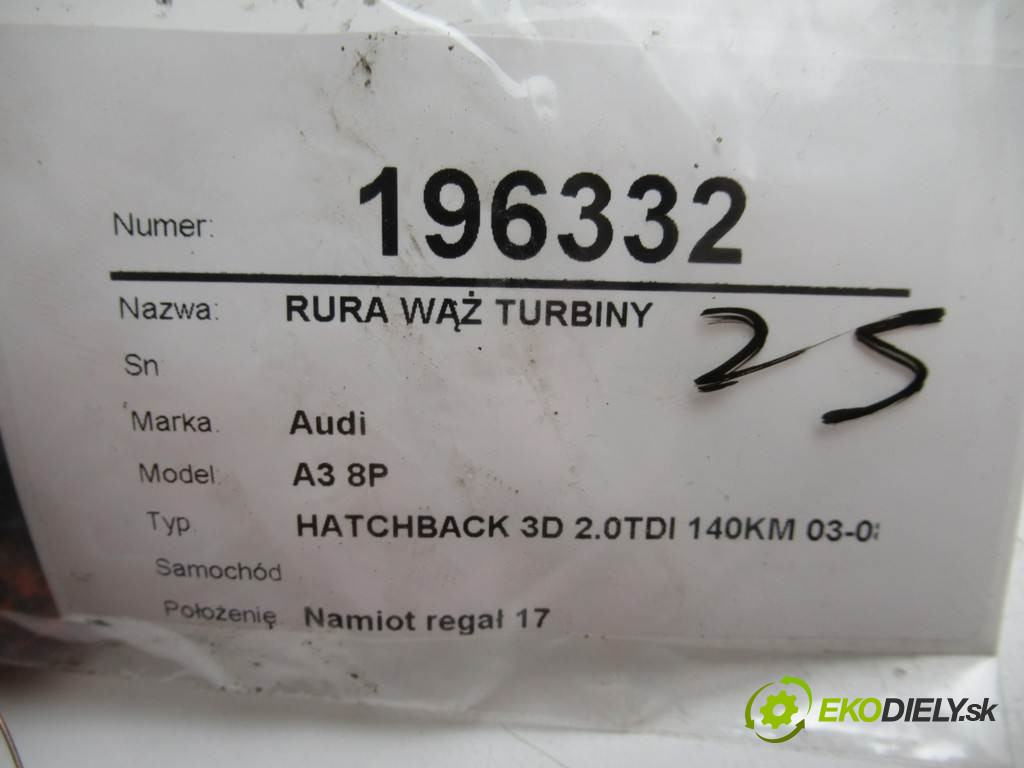 Numer: 196332
Nazwa: RURA WĄŻ TURBINY
25
Sn
Marka. Audi
Model: A3 8P
Typ HATCHBACK 3D 2.0TDI 140KM
Samochód
Położenię Namiot regał 17
EKODIELY.sk